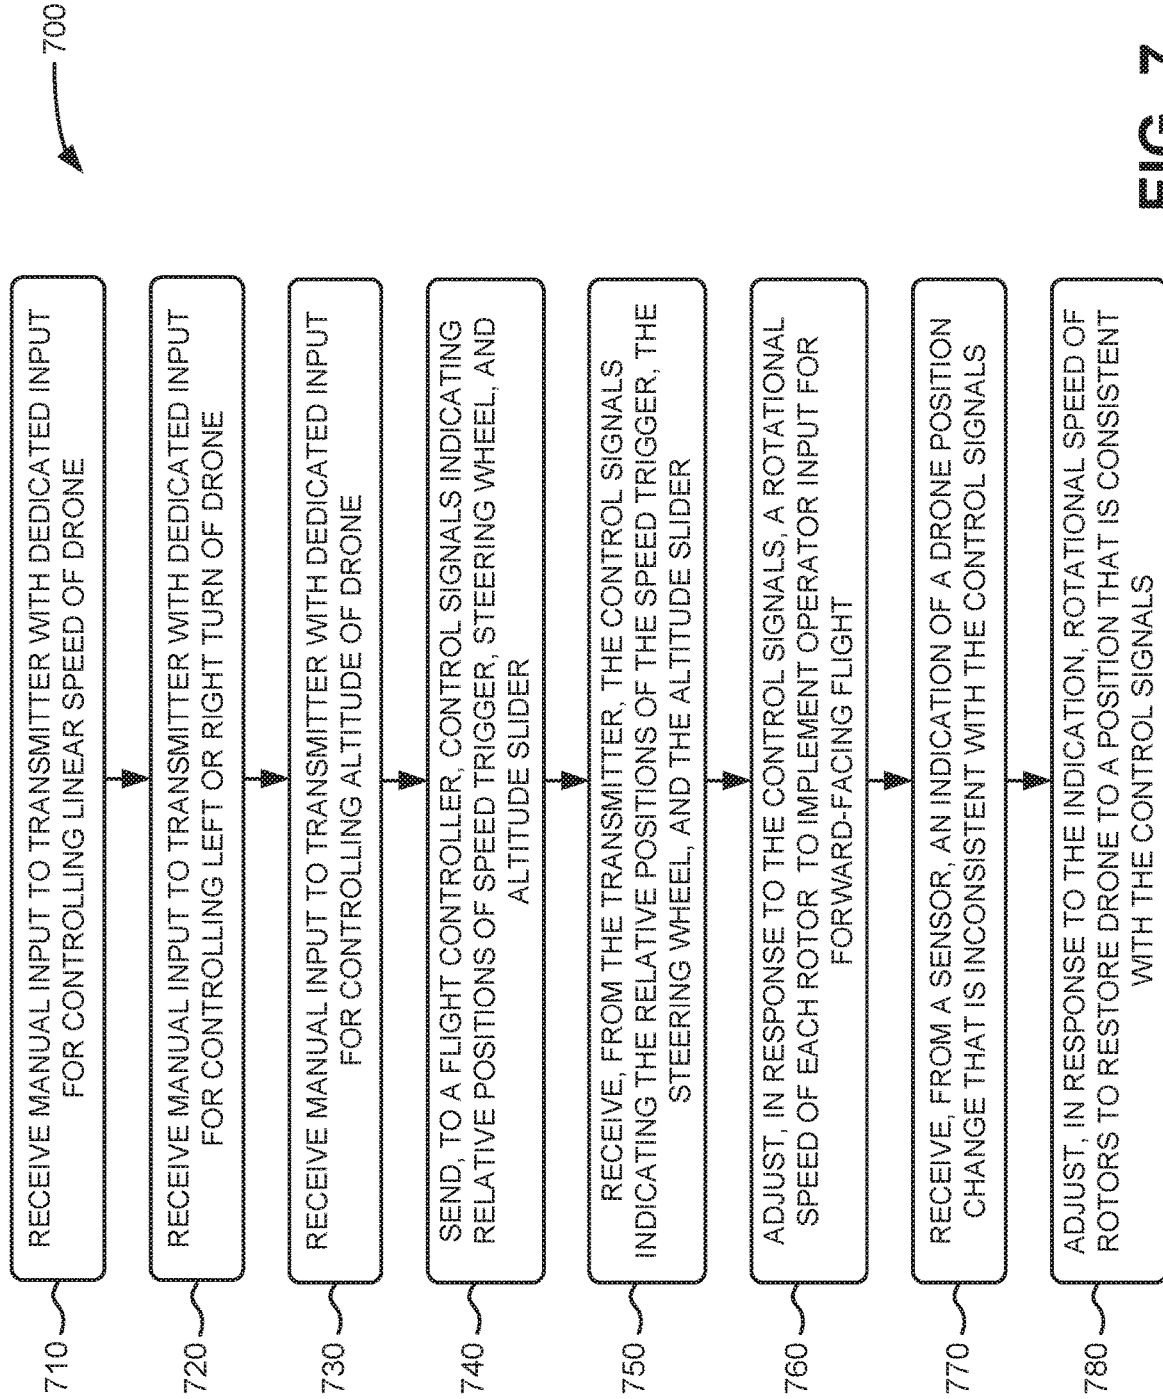 700
710
RECEIVE MANUAL INPUT TO TRANSMITTER WITH DEDICATED INPUT
FOR CONTROLLING LINEAR SPEED OF DRONE
720
RECEIVE MANUAL INPUT TO TRANSMITTER WITH DEDICATED INPUT
FOR CONTROLLING LEFT OR RIGHT TURN OF DRONE
730
RECEIVE MANUAL INPUT TO TRANSMITTER WITH DEDICATED INPUT
FOR CONTROLLING ALTITUDE OF DRONE
740
SEND, TO A FLIGHT CONTROLLER, CONTROL SIGNALS INDICATING
RELATIVE POSITIONS OF SPEED TRIGGER, STEERING WHEEL, AND
ALTITUDE SLIDER
750
RECEIVE, FROM THE TRANSMITTER, THE CONTROL SIGNALS
INDICATING THE RELATIVE POSITIONS OF THE SPEED TRIGGER, THE
STEERING WHEEL, AND THE ALTITUDE SLIDER
760
ADJUST, IN RESPONSE TO THE CONTROL SIGNALS, A ROTATIONAL
SPEED OF EACH ROTOR TO IMPLEMENT OPERATOR INPUT FOR
FORWARD-FACING FLIGHT
770
RECEIVE, FROM A SENSOR, AN INDICATION OF A DRONE POSITION
CHANGE THAT IS INCONSISTENT WITH THE CONTROL SIGNALS
780
ADJUST, IN RESPONSE TO THE INDICATION, ROTATIONAL SPEED OF
ROTORS TO RESTORE DRONE TO A POSITION THAT IS CONSISTENT
WITH THE CONTROL SIGNALS
FIG. 7